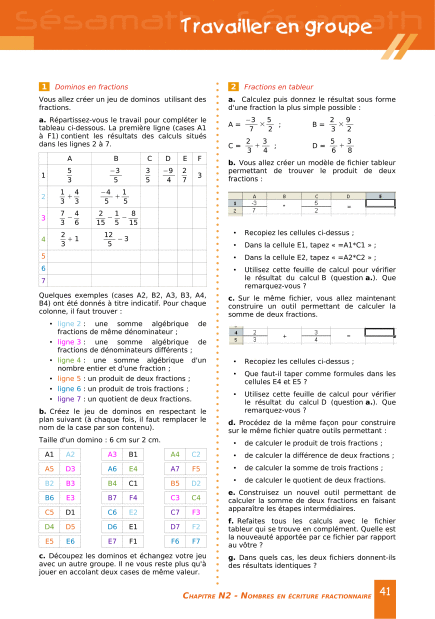 Sésamath Sésamath
Travailler en groupe
1 Dominos en fractions
Vous allez créer un jeu de dominos utilisant des
fractions.
a. Répartissez-vous le travail pour compléter le
tableau ci-dessous. La première ligne (cases A1
à F1) contient les résultats des calculs situés
dans les lignes 2 à 7.
A B C D E F
1 5/3 −3/5 3/5 −9/4 2/7 3
2 1/3 + 4/3 −4/5 + 1/5
3 7/3 − 4/6 2/15 − 1/5 − 8/15
4 2/3 + 1 12/5 − 3
5
6
7
Quelques exemples (cases A2, B2, A3, B3, A4,
B4) ont été donnés à titre indicatif. Pour chaque
colonne, il faut trouver :
• ligne 2 : une somme algébrique de
fractions de même dénominateur ;
• ligne 3 : une somme algébrique de
fractions de dénominateurs différents ;
• ligne 4 : une somme algébrique d'un
nombre entier et d'une fraction ;
• ligne 5 : un produit de deux fractions ;
• ligne 6 : un produit de trois fractions ;
• ligne 7 : un quotient de deux fractions.
b. Créez le jeu de dominos en respectant le
plan suivant (à chaque fois, il faut remplacer le
nom de la case par son contenu).
Taille d'un domino : 6 cm sur 2 cm.
A1 A2 A3 B1 A4 C2
A5 D3 A6 E4 A7 F5
B2 B3 B4 C1 B5 D2
B6 E3 B7 F4 C3 C4
C5 D1 C6 E2 C7 F3
D4 D5 D6 E1 D7 F2
E5 E6 E7 F1 F6 F7
c. Découpez les dominos et échangez votre jeu
avec un autre groupe. Il ne vous reste plus qu'à
jouer en accolant deux cases de même valeur.
2 Fractions en tableur
a. Calculez puis donnez le résultat sous forme
d'une fraction la plus simple possible :
A = −3/7 × 5/2 ; B = 2/3 × 9/2
C = 2/3 + 3/4 ; D = 5/6 + 3/8
b. Vous allez créer un modèle de fichier tableur
permettant de trouver le produit de deux
fractions :
A B C D E
1 -3 * 5 =
2 7 2
• Recopiez les cellules ci-dessus ;
• Dans la cellule E1, tapez « =A1*C1 » ;
• Dans la cellule E2, tapez « =A2*C2 » ;
• Utilisez cette feuille de calcul pour vérifier
le résultat du calcul B (question a.). Que
remarquez-vous ?
c. Sur le même fichier, vous allez maintenant
construire un outil permettant de calculer la
somme de deux fractions.
4 2 + 3 =
5 3 4
• Recopiez les cellules ci-dessus ;
• Que faut-il taper comme formules dans les
cellules E4 et E5 ?
• Utilisez cette feuille de calcul pour vérifier
le résultat du calcul D (question a.). Que
remarquez-vous ?
d. Procédez de la même façon pour construire
sur le même fichier quatre outils permettant :
• de calculer le produit de trois fractions ;
• de calculer la différence de deux fractions ;
• de calculer la somme de trois fractions ;
• de calculer le quotient de deux fractions.
e. Construisez un nouvel outil permettant de
calculer la somme de deux fractions en faisant
apparaître les étapes intermédiaires.
f. Refaites tous les calculs avec le fichier
tableur qui se trouve en complément. Quelle est
la nouveauté apportée par ce fichier par rapport
au vôtre ?
g. Dans quels cas, les deux fichiers donnent-ils
des résultats identiques ?
CHAPITRE N2 - NOMBRES EN ÉCRITURE FRACTIONNAIRE 41